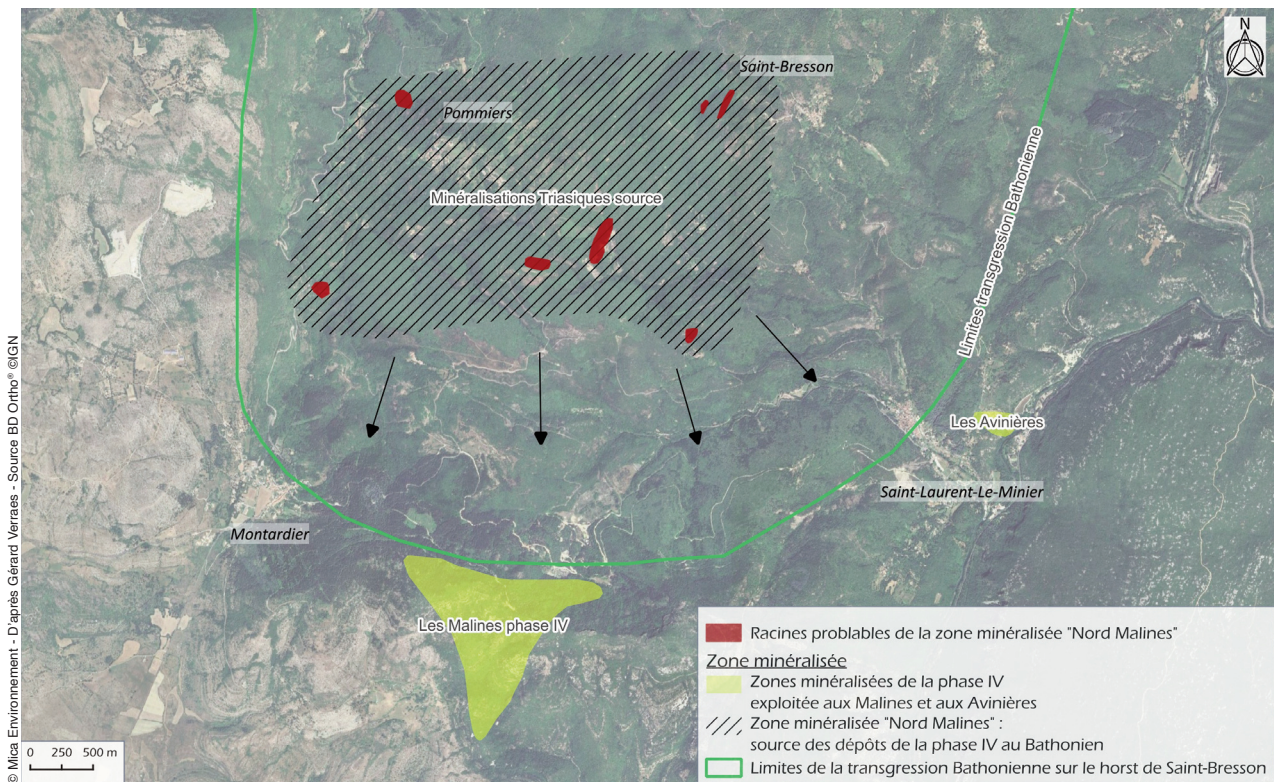 N
Saint-Bresson
Pommiers
Minéralisations Triasiques source
Limites transgression Bathonienne
Les Avinières
Saint-Laurent-Le-Minier
Montardier
Les Malines phase IV
Racines problables de la zone minéralisée "Nord Malines"
Zone minéralisée
Zones minéralisées de la phase IV
exploitée aux Malines et aux Avinières
Zone minéralisée "Nord Malines" :
source des dépôts de la phase IV au Bathonien
Limites de la transgression Bathonienne sur le horst de Saint-Bresson
0 250 500 m
© Mica Environnement - D'après Gérard Verraes - Source BD Ortho® ©IGN